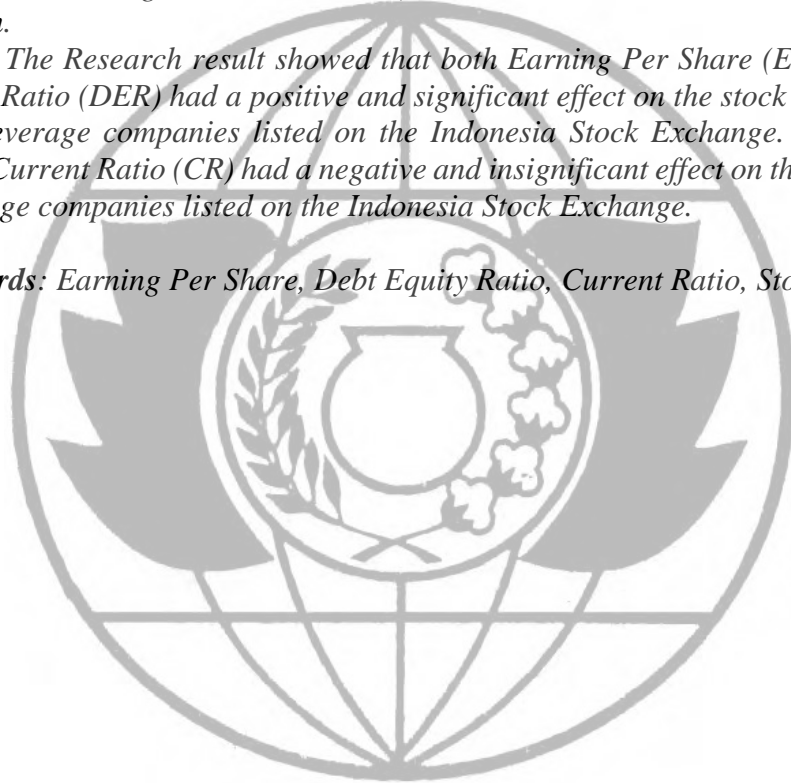 n.
The Research result showed that both Earning Per Share (E
Ratio (DER) had a positive and significant effect on the stock
everage companies listed on the Indonesia Stock Exchange.
Current Ratio (CR) had a negative and insignificant effect on th
ge companies listed on the Indonesia Stock Exchange.
rds: Earning Per Share, Debt Equity Ratio, Current Ratio, Sto